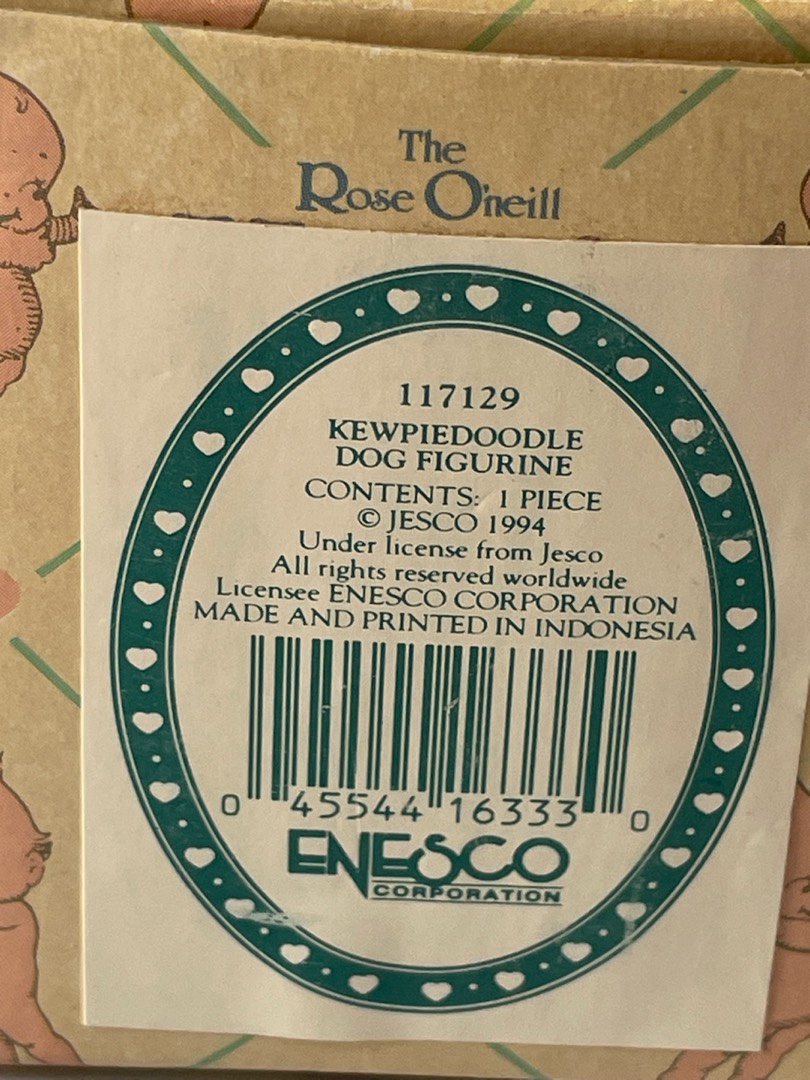 The
Rose O'neill
117129
KEWPIEDOODLE
DOG FIGURINE
CONTENTS: 1 PIECE
© JESCO 1994
Under license from Jesco
All rights reserved worldwide
Licensee ENESCO CORPORATION
MADE AND PRINTED IN INDONESIA
0 45544 16333 0
ENESCO
CORPORATION